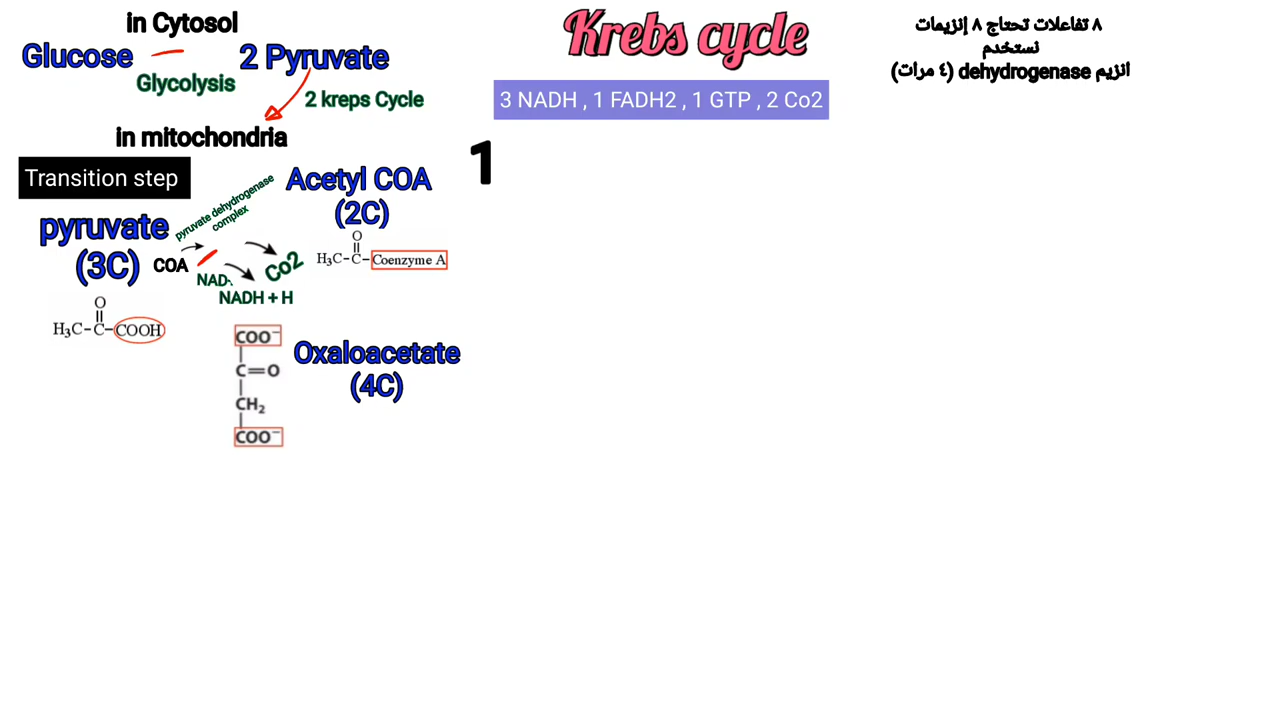 in Cytosol
Glucose
2 Pyruvate
Glycolysis
2 kreps Cycle
in mitochondria
Transition step
pyruvate
(3C)
COA
pyruvate dehydrogenase
complex
NAD
NADH + H
Co2
Acetyl COA
(2C)
O
H₃C-C-Coenzyme A
O
H₃C-C-COOH
COO⁻
C=O
CH₂
COO⁻
Oxaloacetate
(4C)
Krebs cycle
3 NADH , 1 FADH2 , 1 GTP , 2 Co2
1
٨ تفاعلات تحتاج ٨ إنزيمات
نستخدم
انزيم dehydrogenase (٤ مرات)